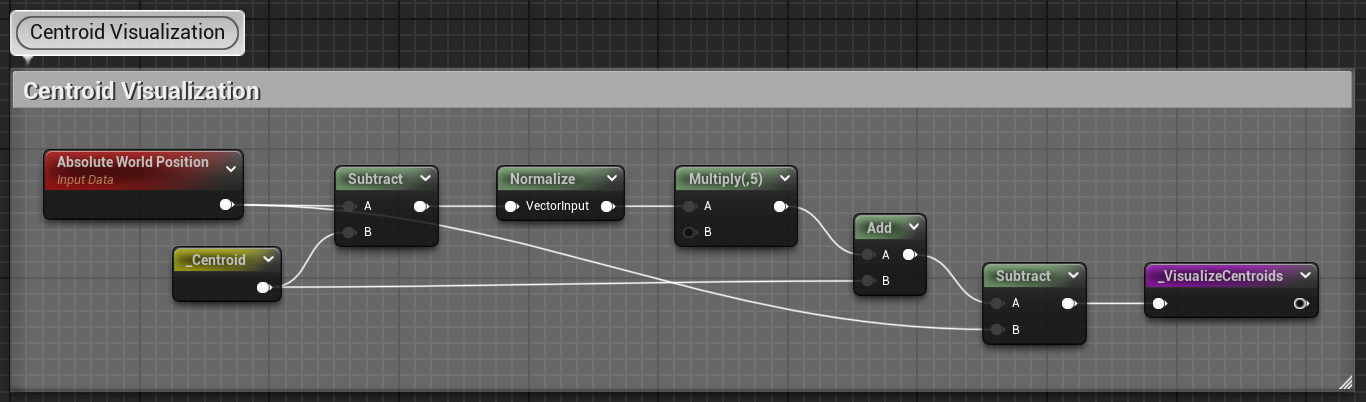 Centroid Visualization
Centroid Visualization
Absolute World Position
Input Data
_Centroid
Subtract
A
B
Normalize
VectorInput
Multiply(,5)
A
B
Add
A
B
Subtract
A
B
_VisualizeCentroids